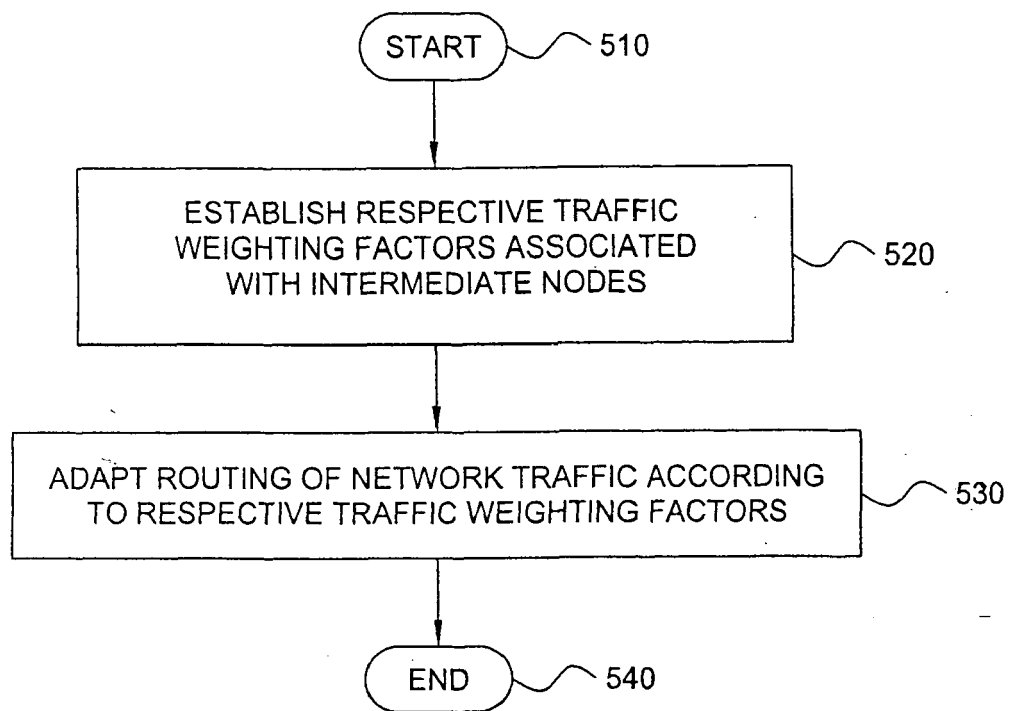 START
510
ESTABLISH RESPECTIVE TRAFFIC
WEIGHTING FACTORS ASSOCIATED
WITH INTERMEDIATE NODES
520
ADAPT ROUTING OF NETWORK TRAFFIC ACCORDING
TO RESPECTIVE TRAFFIC WEIGHTING FACTORS
530
END
540